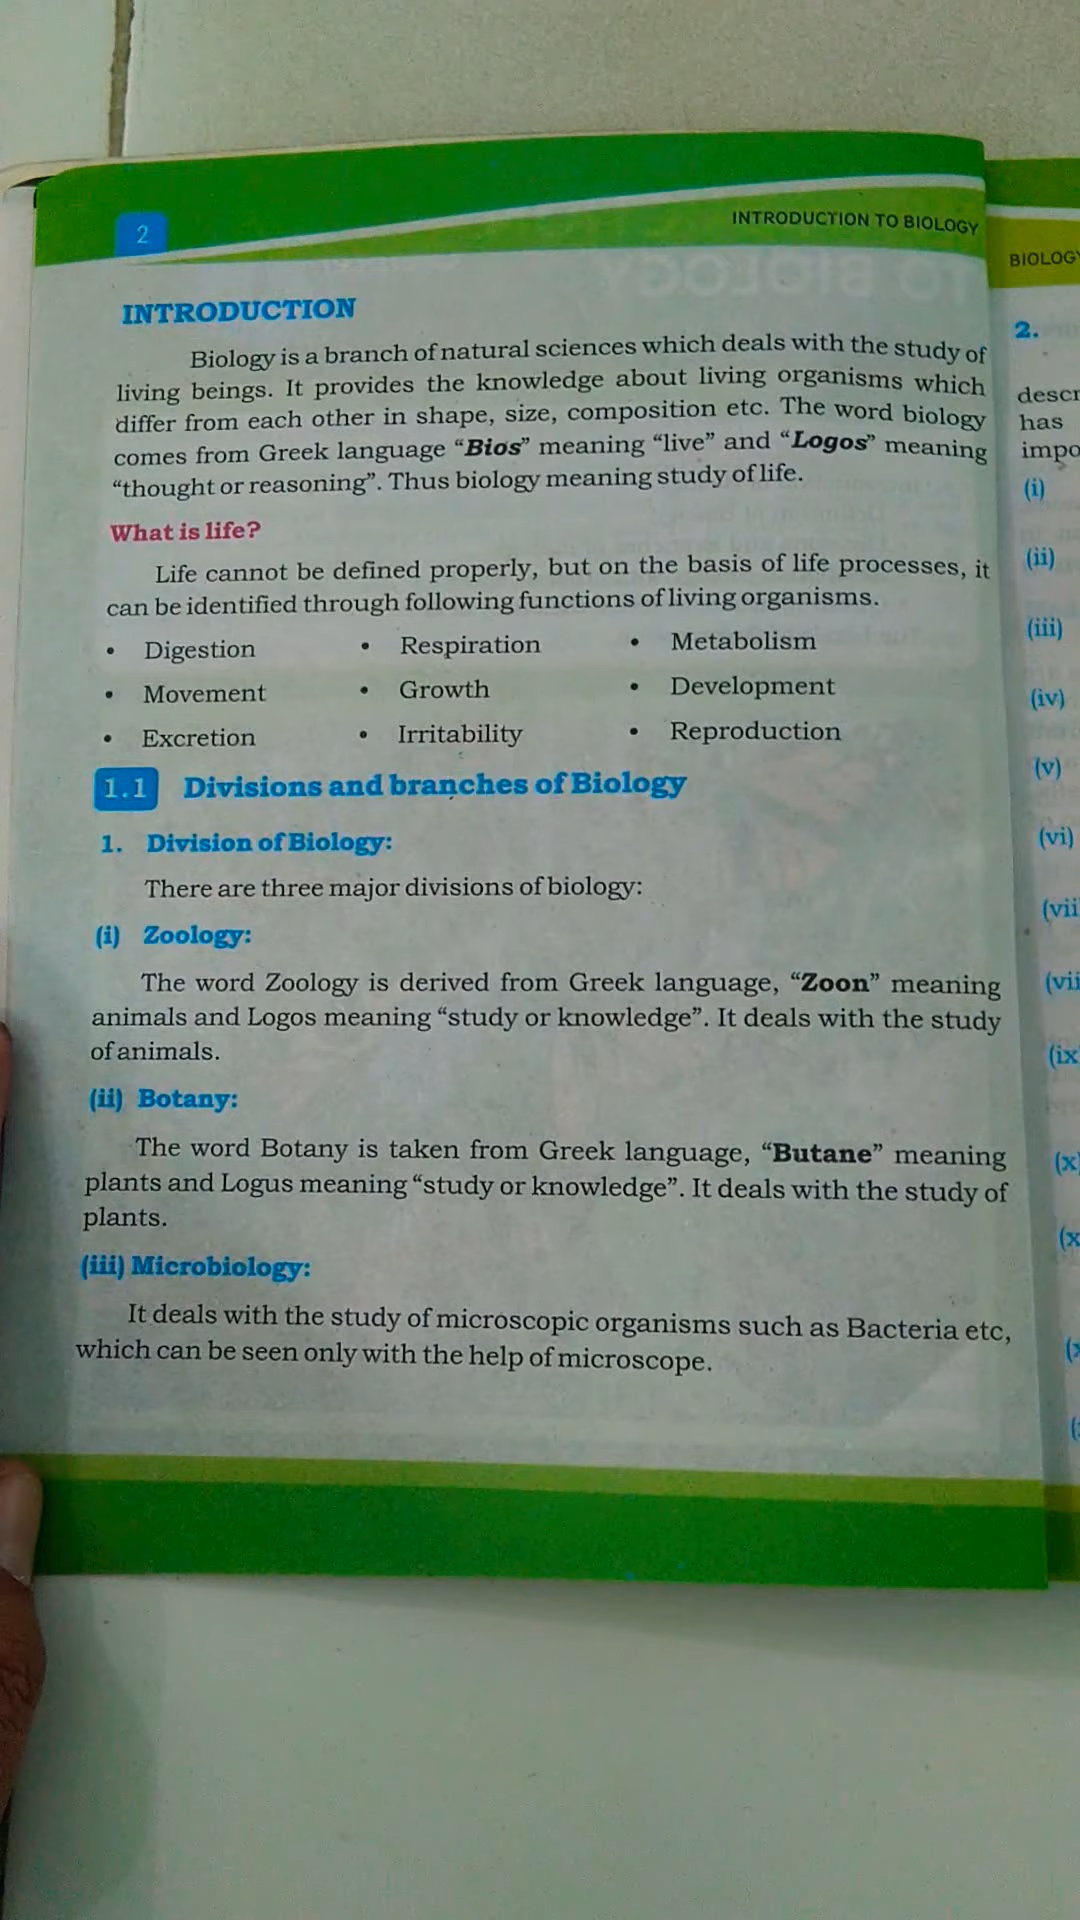 2
INTRODUCTION TO BIOLOGY
INTRODUCTION
Biology is a branch of natural sciences which deals with the study of
living beings. It provides the knowledge about living organisms which
differ from each other in shape, size, composition etc. The word biology
comes from Greek language “Bios” meaning “live” and “Logos” meaning
“thought or reasoning”. Thus biology meaning study of life.
What is life?
Life cannot be defined properly, but on the basis of life processes, it
can be identified through following functions of living organisms.
• Digestion • Respiration • Metabolism
• Movement • Growth • Development
• Excretion • Irritability • Reproduction
1.1 Divisions and branches of Biology
1. Division of Biology:
There are three major divisions of biology:
(i) Zoology:
The word Zoology is derived from Greek language, “Zoon” meaning
animals and Logos meaning “study or knowledge”. It deals with the study
of animals.
(ii) Botany:
The word Botany is taken from Greek language, “Butane” meaning
plants and Logus meaning “study or knowledge”. It deals with the study of
plants.
(iii) Microbiology:
It deals with the study of microscopic organisms such as Bacteria etc,
which can be seen only with the help of microscope.
2.
has
(i)
(ii)
(iii)
(iv)
(v)
(vi)